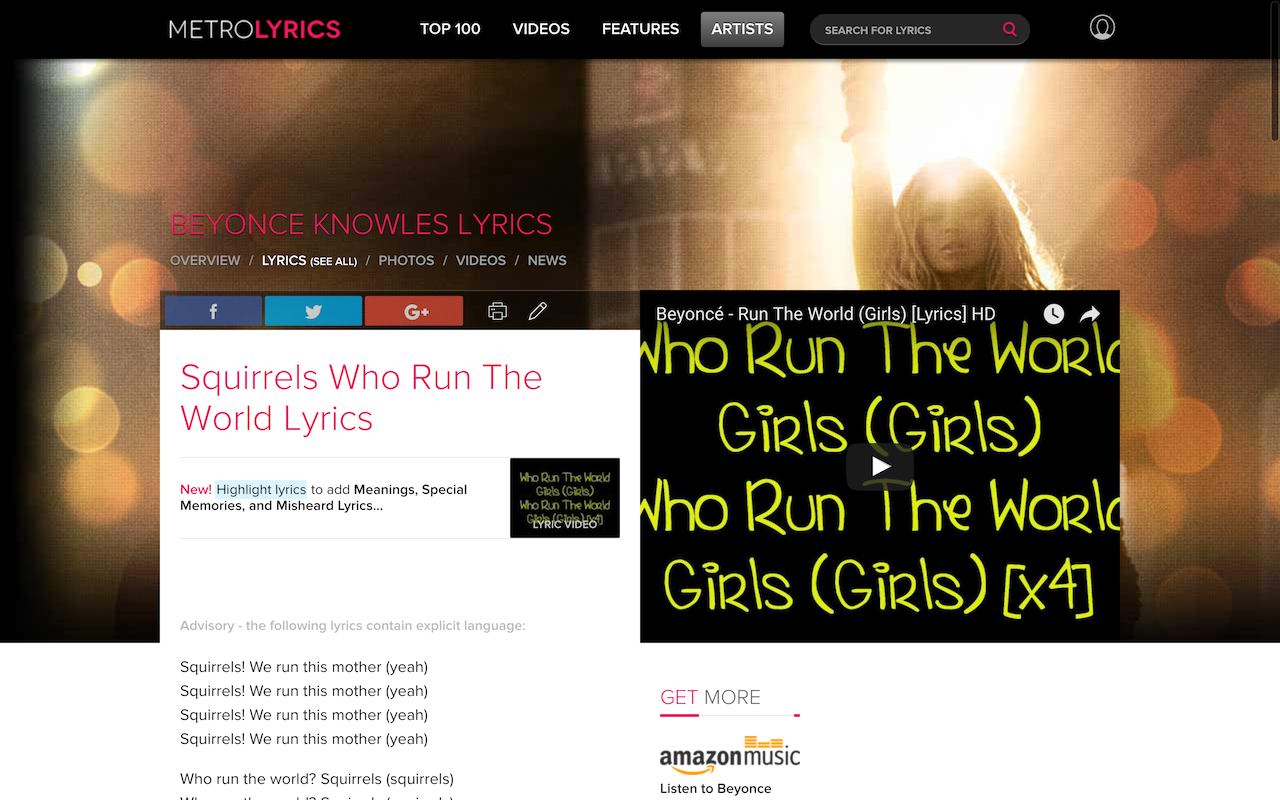 METROLYRICS
TOP 100
VIDEOS
FEATURES
ARTISTS
SEARCH FOR LYRICS
BEYONCE KNOWLES LYRICS
OVERVIEW / LYRICS (SEE ALL) / PHOTOS / VIDEOS / NEWS
f
G+
Squirrels Who Run The
World Lyrics
New! Highlight lyrics to add Meanings, Special
Memories, and Misheard Lyrics...
Who Run The World
Girls (Girls)
Who Run The World
Girls (Girls) [x4]
LYRIC VIDEO
Advisory - the following lyrics contain explicit language:
Squirrels! We run this mother (yeah)
Squirrels! We run this mother (yeah)
Squirrels! We run this mother (yeah)
Squirrels! We run this mother (yeah)
Who run the world? Squirrels (squirrels)
Beyoncé - Run The World (Girls) [Lyrics] HD
Who Run The World
Girls (Girls)
Who Run The World
Girls (Girls) [x4]
GET MORE
amazonmusic
Listen to Beyonce